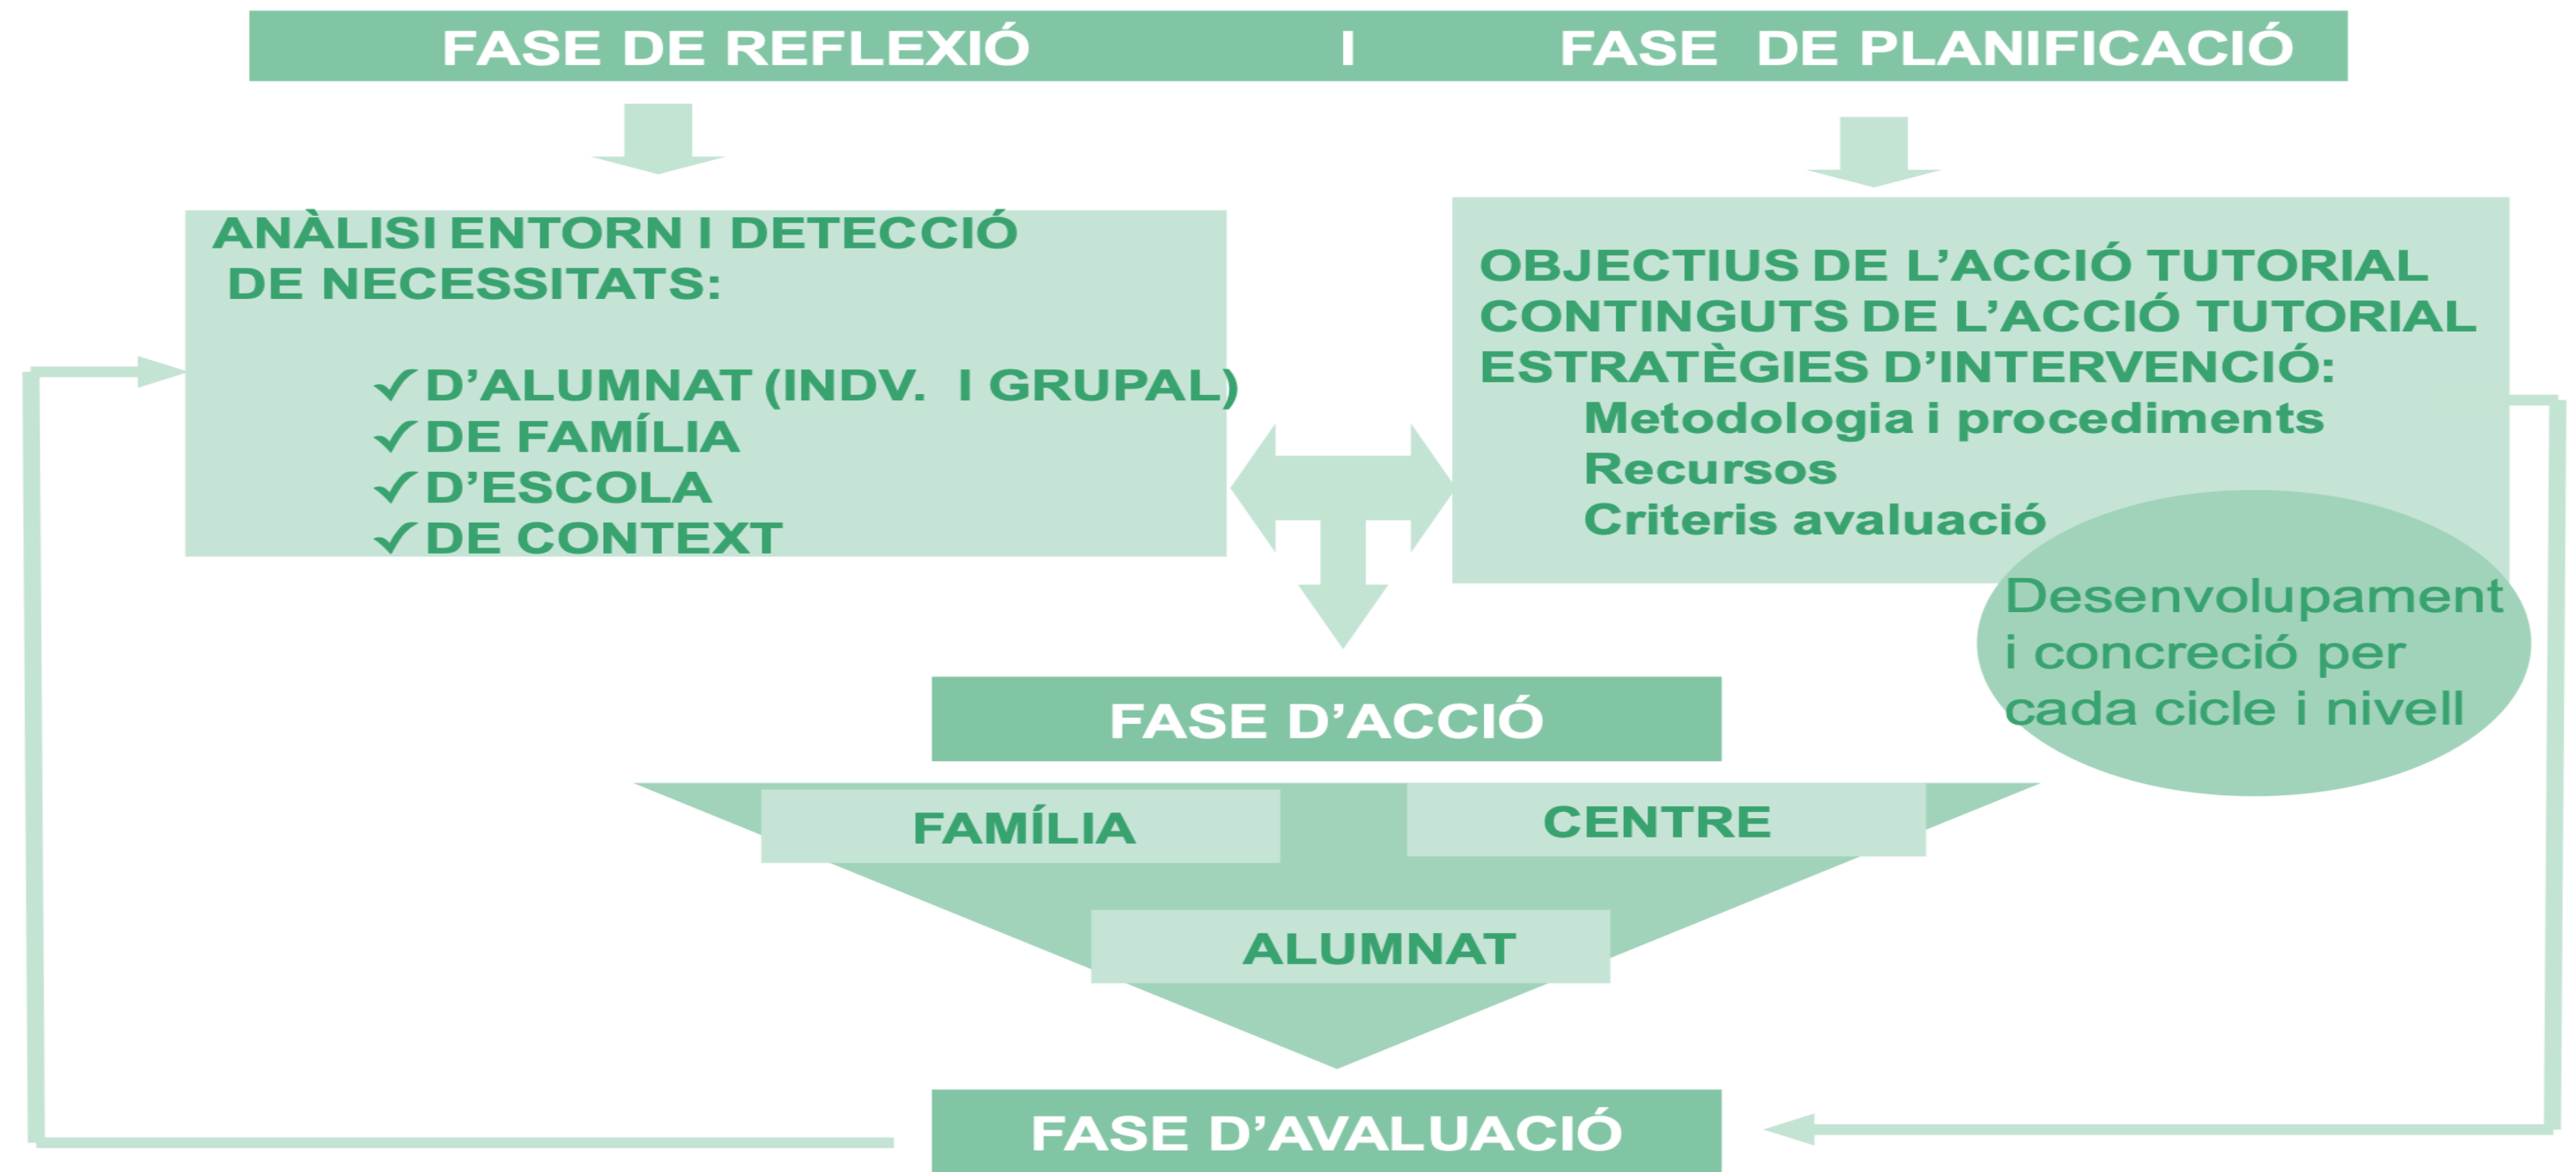 FASE DE REFLEXIÓ I FASE DE PLANIFICACIÓ
ANÀLISI ENTORN I DETECCIÓ
DE NECESSITATS:
✓D’ALUMNAT (INDV. I GRUPAL)
✓DE FAMÍLIA
✓D’ESCOLA
✓DE CONTEXT
OBJECTIUS DE L’ACCIÓ TUTORIAL
CONTINGUTS DE L’ACCIÓ TUTORIAL
ESTRATÈGIES D’INTERVENCIÓ:
Metodologia i procediments
Recursos
Criteris avaluació
Desenvolupament
i concreció per
cada cicle i nivell
FASE D’ACCIÓ
FAMÍLIA
CENTRE
ALUMNAT
FASE D’AVALUACIÓ